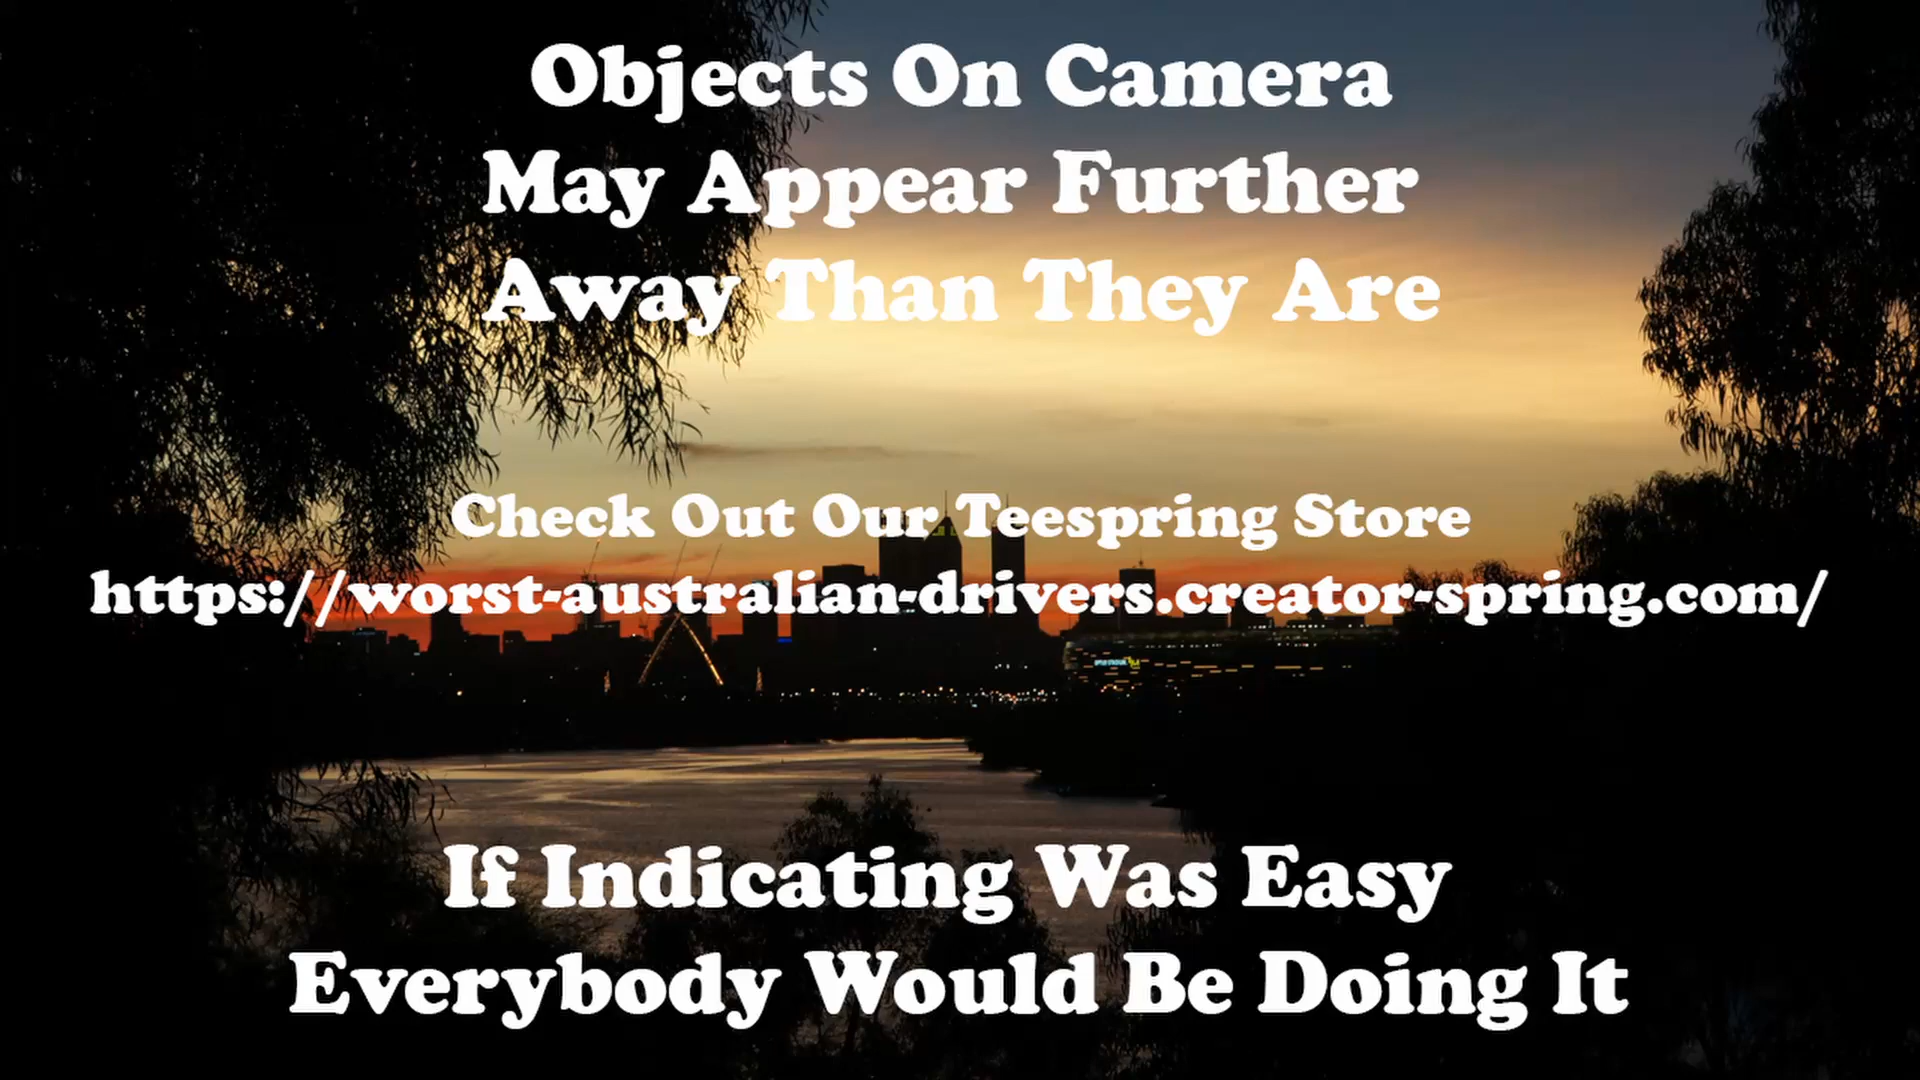 Objects On Camera
May Appear Further
Away Than They Are
Check Out Our Teespring Store
https://worst-australian-drivers.creator-spring.com/
If Indicating Was Easy
Everybody Would Be Doing It